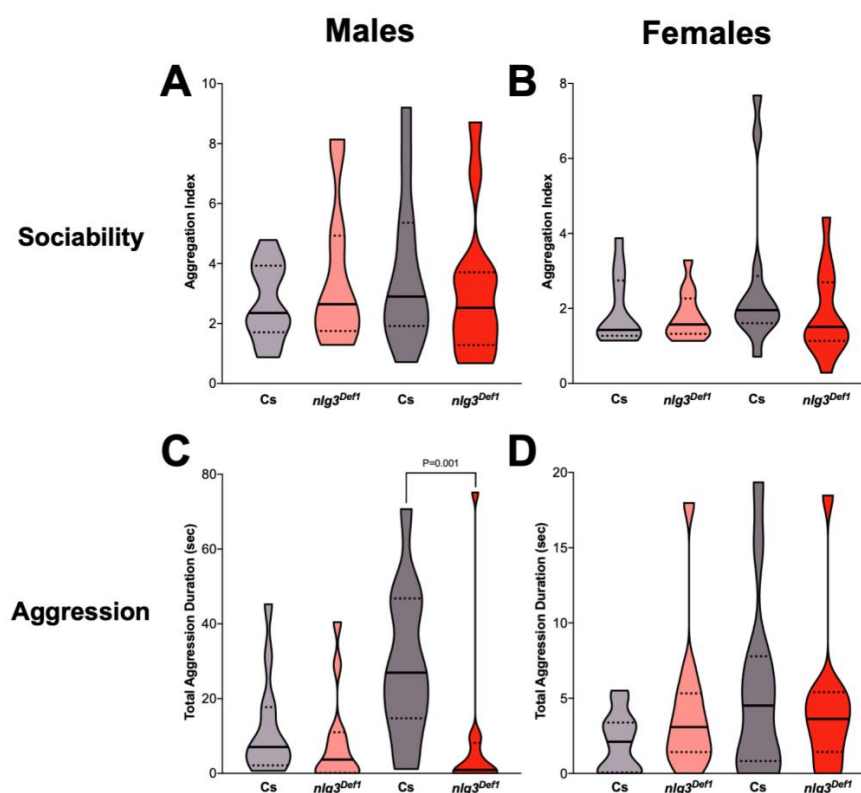 Males
Females
A
B
Sociability
Aggregation Index
10
8
6
4
2
0
Cs
nlg3Def1
Cs
nlg3Def1
Aggregation Index
8
6
4
2
0
Cs
nlg3Def1
Cs
nlg3Def1
C
D
Aggression
Total Aggression Duration (sec)
80
60
40
20
0
P=0.001
Cs
nlg3Def1
Cs
nlg3Def1
Total Aggression Duration (sec)
20
15
10
5
0
Cs
nlg3Def1
Cs
nlg3Def1